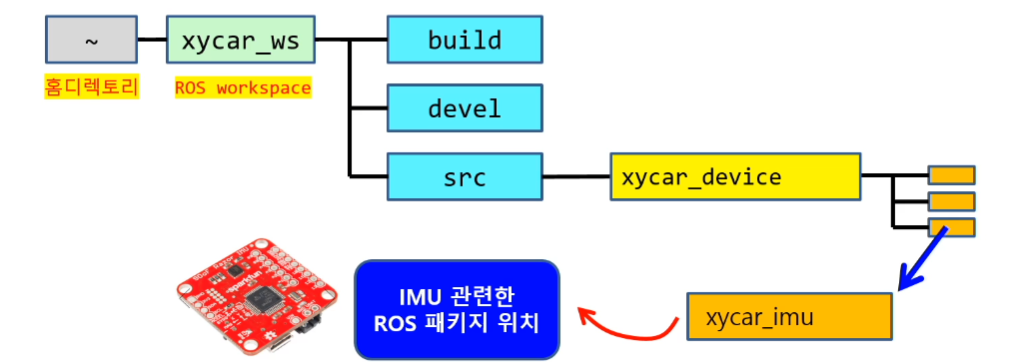 ~
xycar_ws
build
홈디렉토리
ROS workspace
devel
src
xycar_device
sparkfun
IMU 관련한
ROS 패키지 위치
xycar_imu